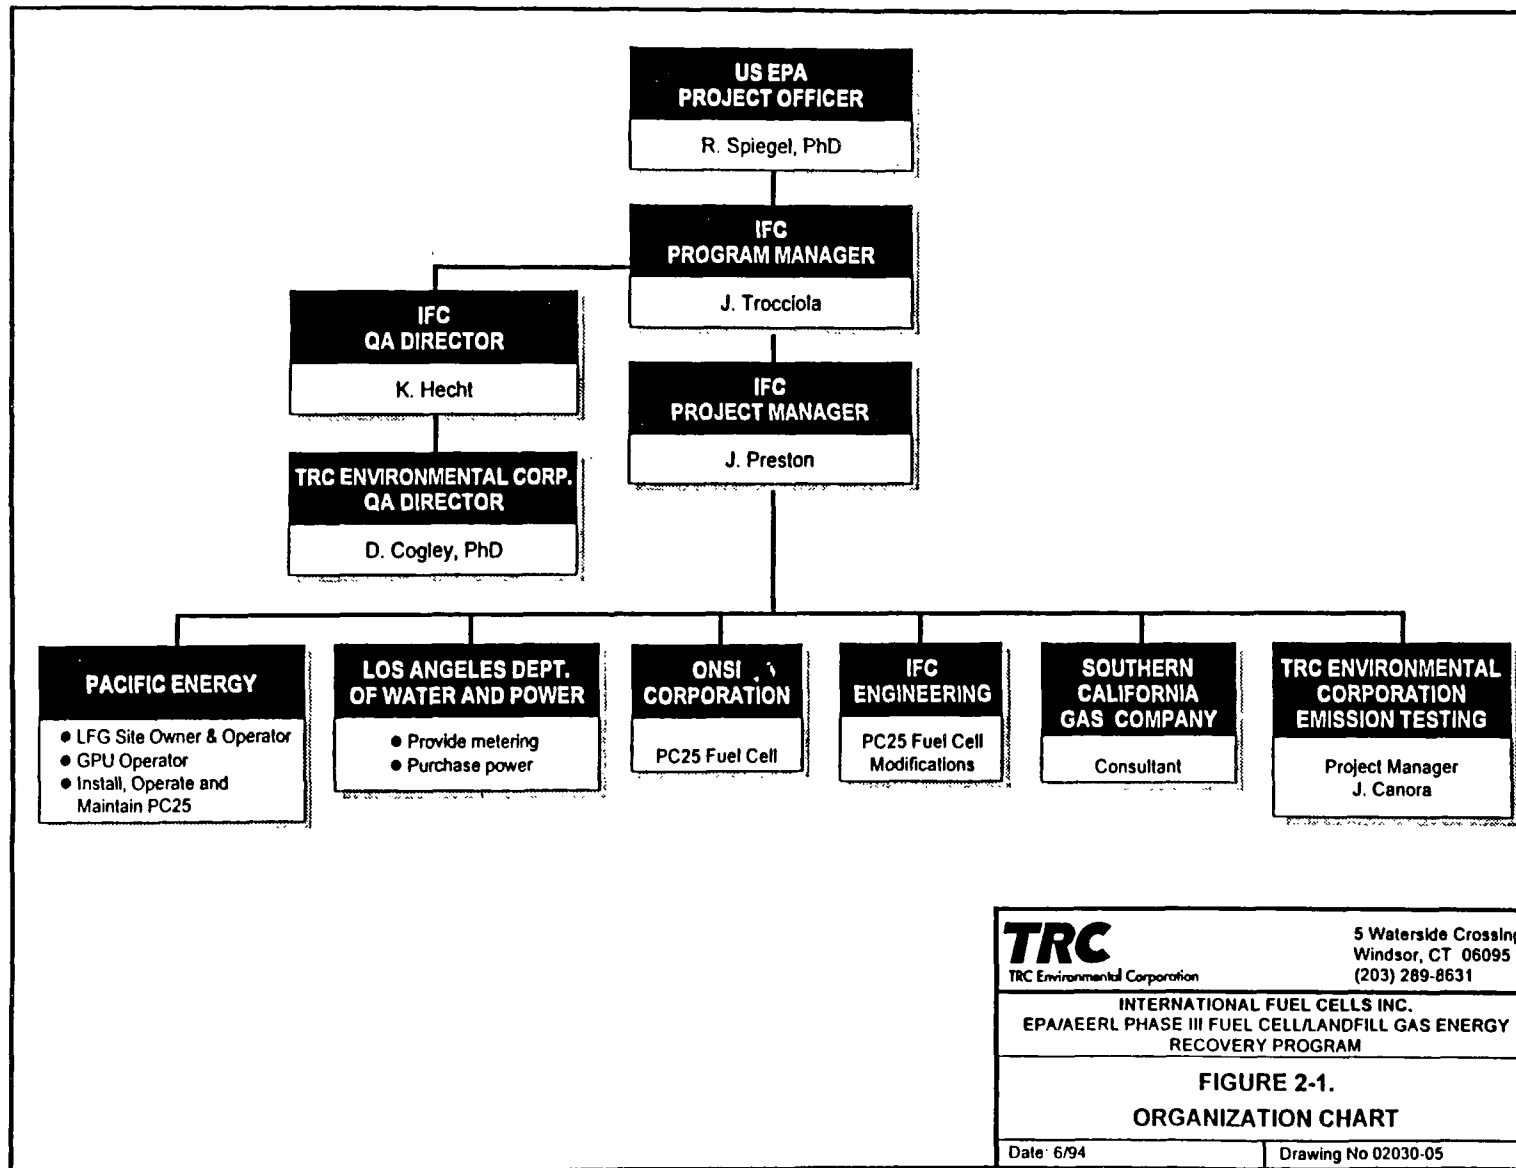 US EPA
PROJECT OFFICER
R. Spiegel, PhD
IFC
PROGRAM MANAGER
J. Trocciola
IFC
QA DIRECTOR
K. Hecht
IFC
PROJECT MANAGER
J. Preston
TRC ENVIRONMENTAL CORP.
QA DIRECTOR
D. Cogley, PhD
PACIFIC ENERGY
● LFG Site Owner & Operator
● GPU Operator
● Install, Operate and
Maintain PC25
LOS ANGELES DEPT.
OF WATER AND POWER
● Provide metering
● Purchase power
ONSI
CORPORATION
PC25 Fuel Cell
IFC
ENGINEERING
PC25 Fuel Cell
Modifications
SOUTHERN
CALIFORNIA
GAS COMPANY
Consultant
TRC ENVIRONMENTAL
CORPORATION
EMISSION TESTING
Project Manager
J. Canora
TRC
TRC Environmental Corporation
5 Waterside Crossing
Windsor, CT 06095
(203) 289-8631
INTERNATIONAL FUEL CELLS INC.
EPA/AEERL PHASE III FUEL CELL/LANDFILL GAS ENERGY
RECOVERY PROGRAM
FIGURE 2-1.
ORGANIZATION CHART
Date: 6/94
Drawing No 02030-05